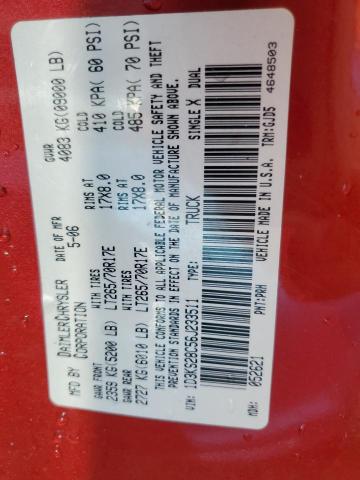 MFD BY DAIMLERCHRYSLER CORPORATION DATE OF MFR 5-06 GVWR 4083 KG(09000 LB)
GAWR FRONT WITH TIRES RIMS AT COLD
2359 KG(5200 LB) LT265/70R17E 17X8.0 410 KPA( 60 PSI)
GAWR REAR WITH TIRES RIMS AT COLD
2727 KG(6010 LB) LT265/70R17E 17X8.0 485 KPA( 70 PSI)
THIS VEHICLE CONFORMS TO ALL APPLICABLE FEDERAL MOTOR VEHICLE SAFETY AND THEFT
PREVENTION STANDARDS IN EFFECT ON THE DATE OF MANUFACTURE SHOWN ABOVE.
VIN: 1D3KS28C56J233511 TYPE: TRUCK SINGLE X DUAL
MDH: 052621 PNT: PRH VEHICLE MADE IN U.S.A. TRM: GJD5
4648503